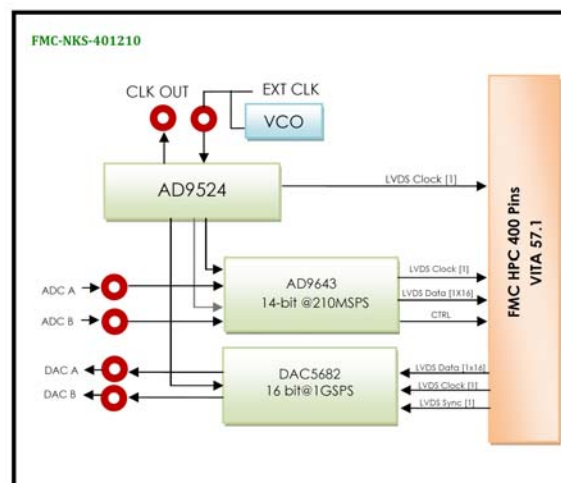 FMC-NKS-401210
CLK OUT
EXT CLK
VCO
AD9524
LVDS Clock [1]
FMC HPC 400 Pins
VITA 57.1
ADC A
ADC B
AD9643
14-bit @210MSPS
LVDS Clock [1]
LVDS Data [1X16]
CTRL
DAC A
DAC B
DAC5682
16 bit@1GSPS
LVDS Data [1x16]
LVDS Clock [1]
LVDS Sync [1]